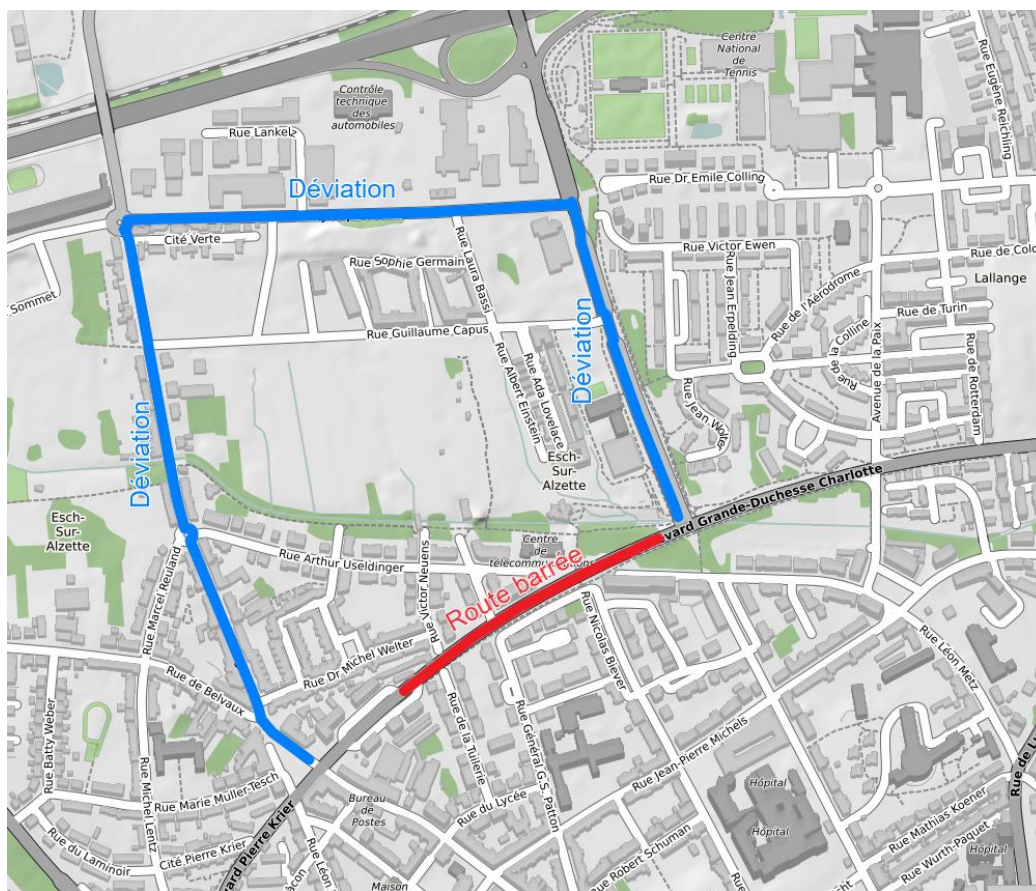 Rue Eugène Reichling
Centre
National
de
Tennis
Contrôle
technique
des
automobiles
Rue Lankelz
Rue Dr Emile Colling
Déviation
Cité Verte
Rue Victor Ewen
Rue de Colo
Rue Laura Bassi
Rue Sophie Germain
Rue Jean Erpelding
Rue de l'Aérodrome
Lallange
Sommet
Rue de Turin
Rue Guillaume Capus
Rue de la Colline
Avenue de la Paix
Déviation
Rue Ada Lovelace
Rue Albert Einstein
Rue de Rotterdam
Rue Jean Wolter
Déviation
Esch-
Sur-
Alzette
vard Grande-Duchesse Charlotte
Esch-
Sur-
Alzette
Centre
de
télécommunications
Rue Arthur Useldinger
Rue Marcel Reuland
Rue Victor Neuens
Route barrée
Rue Nicolas Biever
Rue Léon Metz
Rue Dr Michel Welter
Rue de Belvaux
Rue Batty Weber
Rue de la Tuilerie
Rue Général G.S. Patton
Rue Jean-Pierre Michels
Rue Michel Lentz
Rue Marie Muller-Tesch
Bureau
de
Postes
Rue du Lycée
Hôpital
Hôpital
Rue Mathias Koener
Rue Robert Schuman
Rue Wurth-Paquet
Hôpital
Rue du Laminoir
Cité Pierre Krier
vard Pierre Krier
Rue Léon
Maison